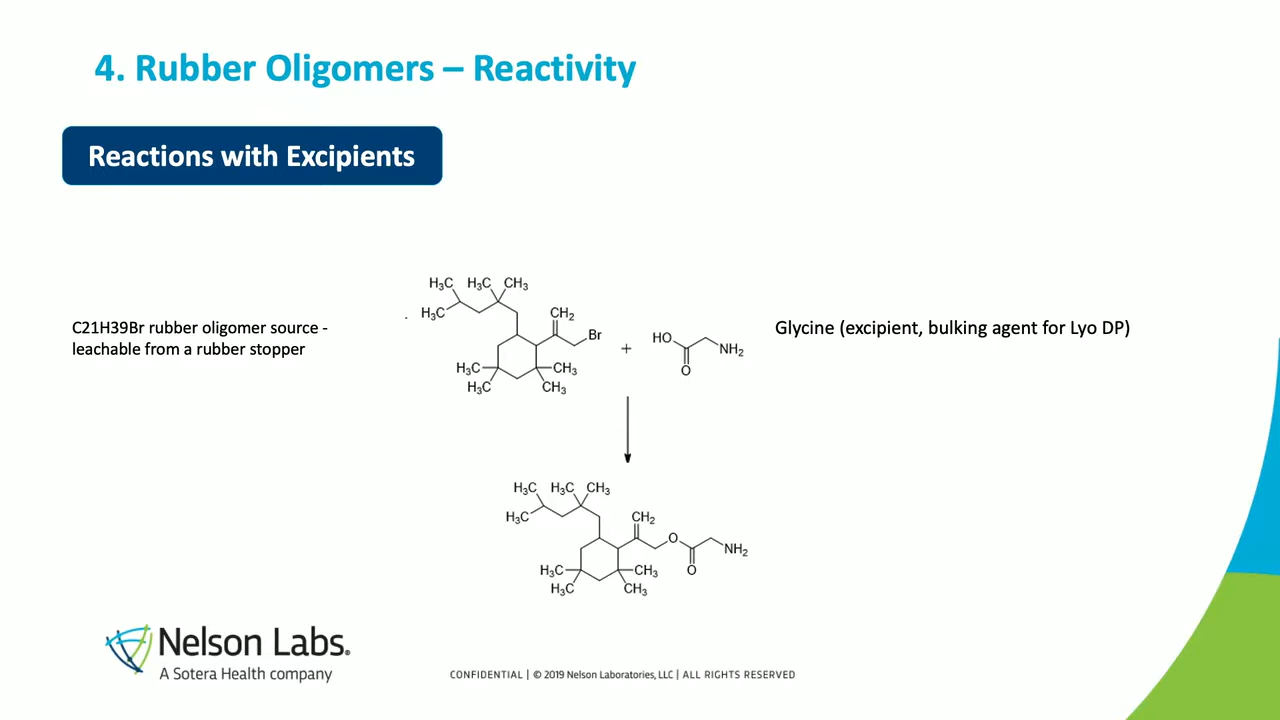 4. Rubber Oligomers – Reactivity
Reactions with Excipients
C21H39Br rubber oligomer source -
leachable from a rubber stopper
H₃C H₃C CH₃
H₃C CH₂
Br
H₃C CH₃
H₃C CH₃
+
HO
NH₂
O
Glycine (excipient, bulking agent for Lyo DP)
H₃C H₃C CH₃
H₃C CH₂
O
NH₂
H₃C CH₃ O
H₃C CH₃
Nelson Labs®
A Sotera Health company
CONFIDENTIAL | © 2019 Nelson Laboratories, LLC | ALL RIGHTS RESERVED